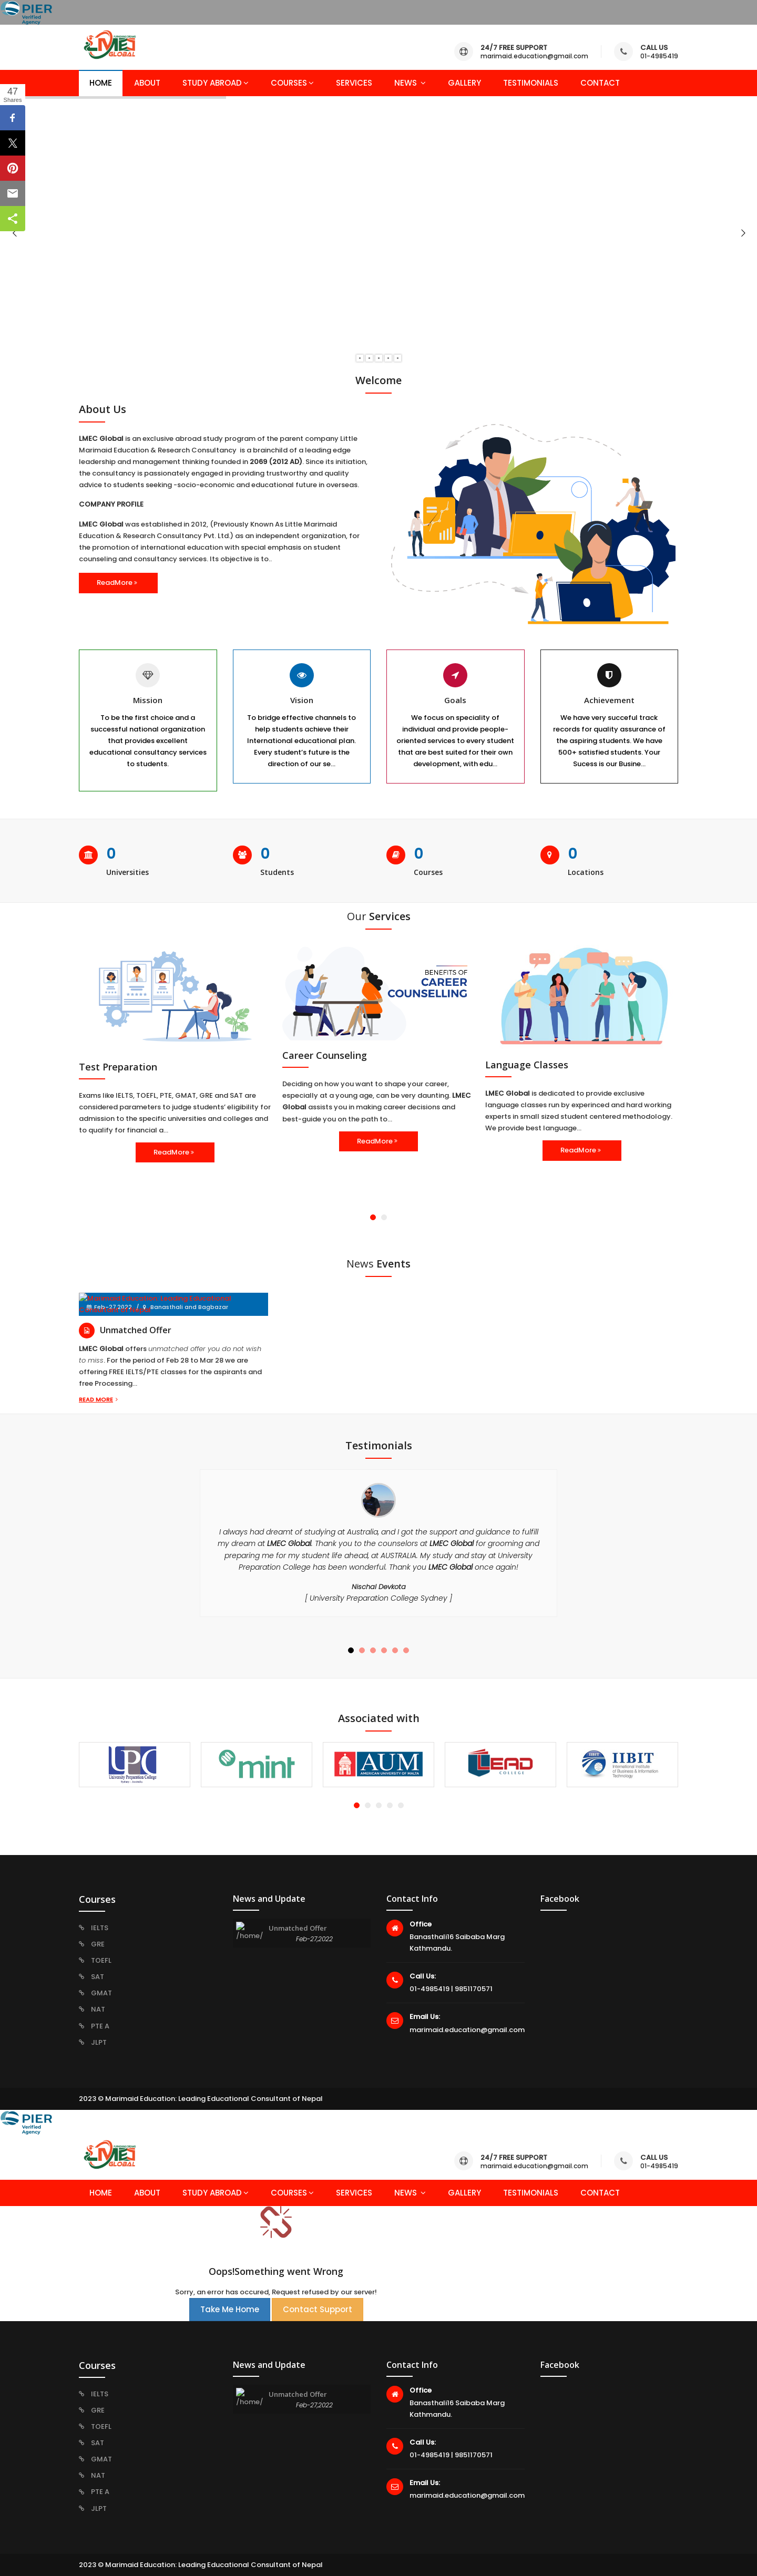 PIER
Verified
Agency
LMEC
GLOBAL
24/7 FREE SUPPORT
marimaid.education@gmail.com
CALL US
01-4985419
HOME
ABOUT
STUDY ABROAD
COURSES
SERVICES
NEWS
GALLERY
TESTIMONIALS
CONTACT
47
Shares
Welcome
About Us
LMEC Global is an exclusive abroad study program of the parent company Little
Marimaid Education & Research Consultancy is a brainchild of a leading edge
leadership and management thinking founded in 2069 (2012 AD). Since its initiation,
the consultancy is passionately engaged in providing trustworthy and quality
advice to students seeking -socio-economic and educational future in overseas.
COMPANY PROFILE
LMEC Global was established in 2012, (Previously Known As Little Marimaid
Education & Research Consultancy Pvt. Ltd.) as an independent organization, for
the promotion of international education with special emphasis on student
counseling and consultancy services. Its objective is to..
ReadMore »
Mission
To be the first choice and a
successful national organization
that provides excellent
educational consultancy services
to students.
Vision
To bridge effective channels to
help students achieve their
International educational plan.
Every student's future is the
direction of our se...
Goals
We focus on speciality of
individual and provide people-
oriented services to every student
that are best suited for their own
development, with edu...
Achievement
We have very succeful track
records for quality assurance of
the aspiring students. We have
500+ satisfied students. Your
Sucess is our Busine...
0
Universities
0
Students
0
Courses
0
Locations
Our Services
Test Preparation
Exams like IELTS, TOEFL, PTE, GMAT, GRE and SAT are
considered parameters to judge students' eligibility for
admission to the specific universities and colleges and
to qualify for financial a...
ReadMore »
BENEFITS OF
CAREER
COUNSELLING
Career Counseling
Deciding on how you want to shape your career,
especially at a young age, can be very daunting. LMEC
Global assists you in making career decisions and
best-guide you on the path to...
ReadMore »
Language Classes
LMEC Global is dedicated to provide exclusive
language classes run by experinced and hard working
experts in small sized student centered methodology.
We provide best language...
ReadMore »
News Events
Feb-27,2022 / Banasthali and Bagbazar
Unmatched Offer
LMEC Global offers unmatched offer you do not wish
to miss. For the period of Feb 28 to Mar 28 we are
offering FREE IELTS/PTE classes for the aspirants and
free Processing...
READ MORE
Testimonials
I always had dreamt of studying at Australia, and I got the support and guidance to fulfill
my dream at LMEC Global. Thank you to the counselors at LMEC Global for grooming and
preparing me for my student life ahead, at AUSTRALIA. My study and stay at University
Preparation College has been wonderful. Thank you LMEC Global once again!
Nischal Devkota
[ University Preparation College Sydney ]
Associated with
UPC
University Preparation College
mint
AUM
AMERICAN UNIVERSITY OF MALTA
LEAD
COLLEGE
IIBIT
International Institute
of Business & Information
Technology
Courses
IELTS
GRE
TOEFL
SAT
GMAT
NAT
PTE A
JLPT
News and Update
/home/
Unmatched Offer
Feb-27,2022
Contact Info
Office
Banasthali16 Saibaba Marg
Kathmandu.
Call Us:
01-4985419 | 9851170571
Email Us:
marimaid.education@gmail.com
Facebook
2023 © Marimaid Education: Leading Educational Consultant of Nepal
PIER
Verified
Agency
LMEC
GLOBAL
24/7 FREE SUPPORT
marimaid.education@gmail.com
CALL US
01-4985419
HOME
ABOUT
STUDY ABROAD
COURSES
SERVICES
NEWS
GALLERY
TESTIMONIALS
CONTACT
Oops!Something went Wrong
Sorry, an error has occured, Request refused by our server!
Take Me Home
Contact Support
Courses
IELTS
GRE
TOEFL
SAT
GMAT
NAT
PTE A
JLPT
News and Update
/home/
Unmatched Offer
Feb-27,2022
Contact Info
Office
Banasthali16 Saibaba Marg
Kathmandu.
Call Us:
01-4985419 | 9851170571
Email Us:
marimaid.education@gmail.com
Facebook
2023 © Marimaid Education: Leading Educational Consultant of Nepal